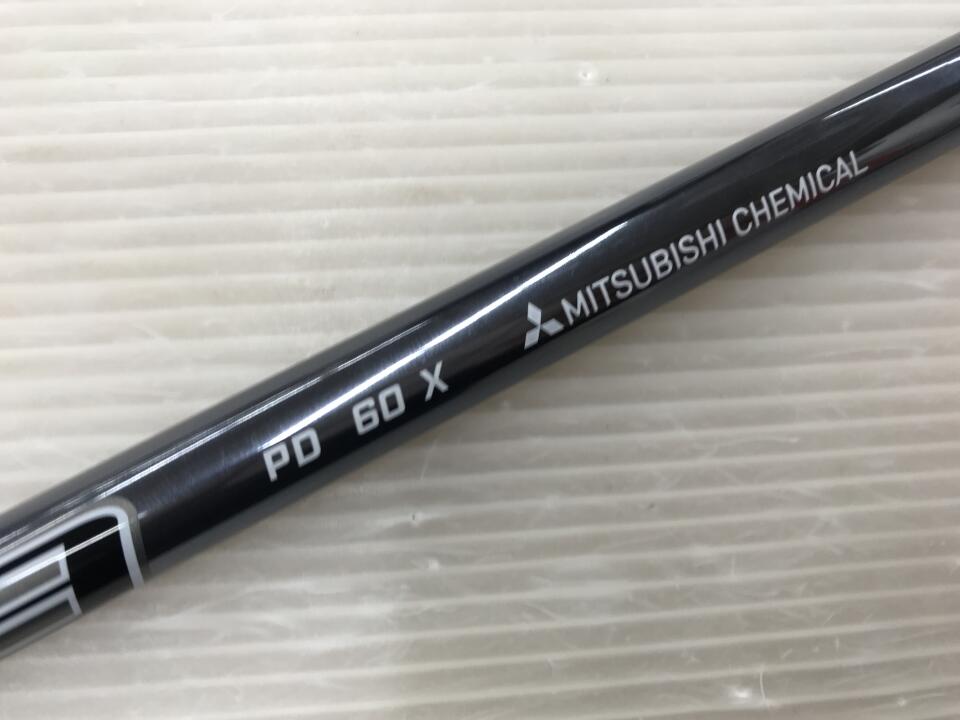 PD 60 X MITSUBISHI CHEMICAL